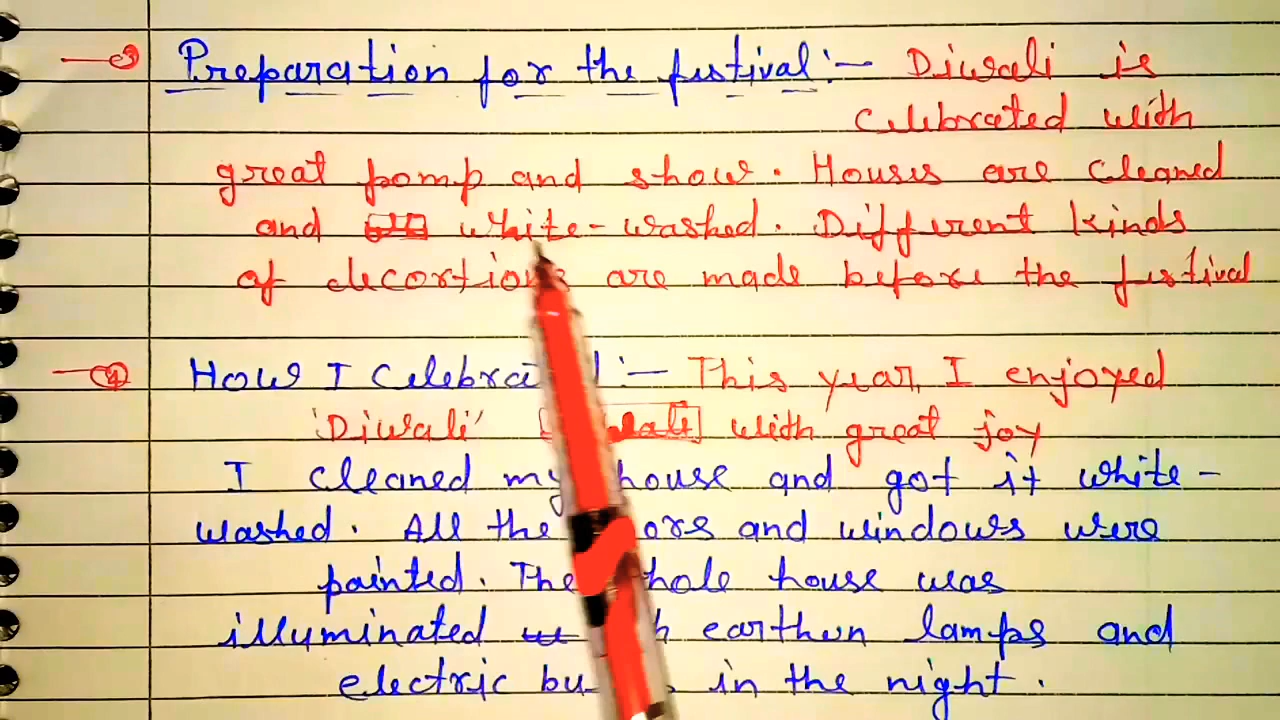 3 Preparation for the festival :- Diwali is
celebrated with
great pomp and show. Houses are cleaned
and white-washed. Different kinds
of decortions are made before the festival
4 How I Celebrated :- This year, I enjoyed
'Diwali' with great joy
I cleaned my house and got it white-
washed. All the and windows were
painted. The house was
illuminated earthen lamps and
electric in the night.